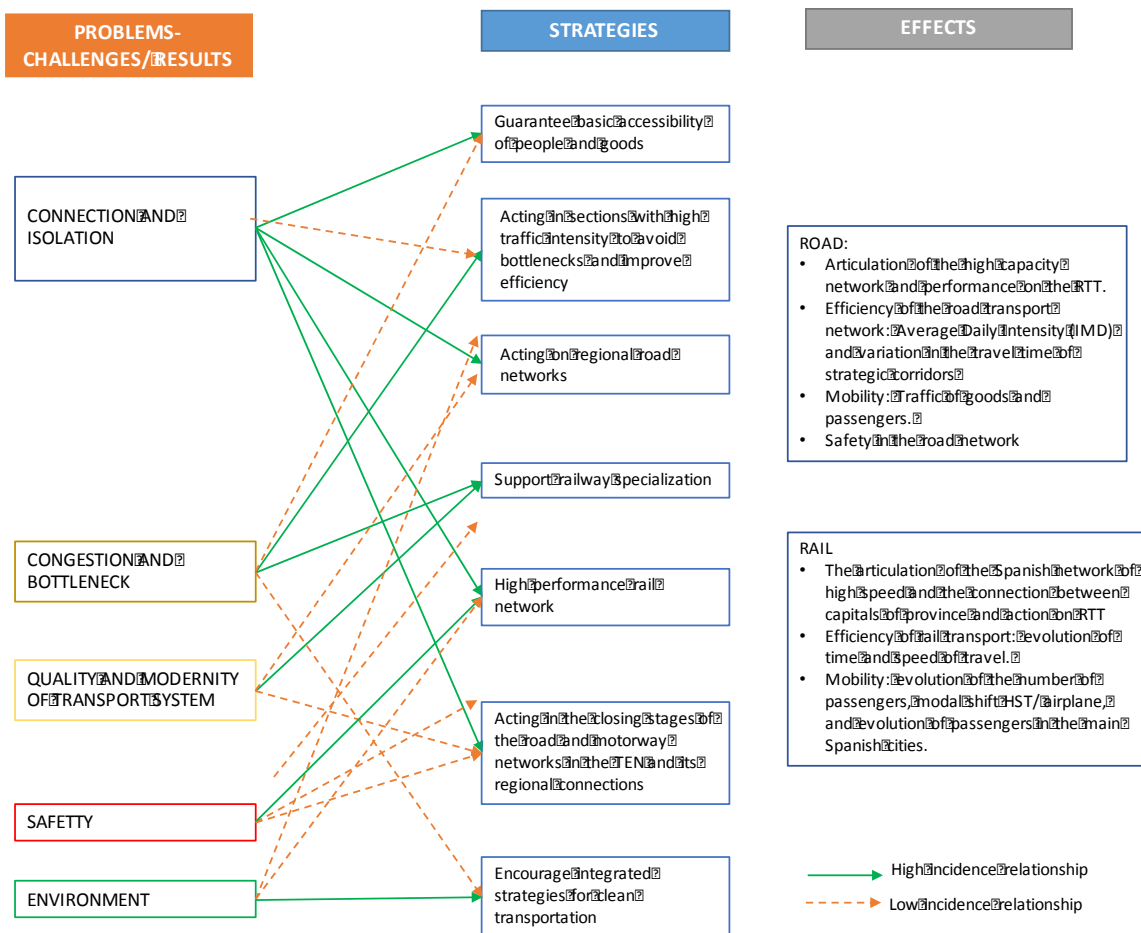 PROBLEMS-
CHALLENGES/ RESULTS
STRATEGIES
EFFECTS
CONNECTION AND
ISOLATION
CONGESTION AND
BOTTLENECK
QUALITY AND MODERNITY
OF TRANSPORT SYSTEM
SAFETTY
ENVIRONMENT
Guarantee basic accessibility
of people and goods
Acting in sections with high
traffic intensity to avoid
bottlenecks and improve
efficiency
Acting on regional road
networks
Support railway specialization
High performance rail
network
Acting in the closing stages of
the road and motorway
networks in the TEN and its
regional connections
Encourage integrated
strategies for clean
transportation
ROAD:
• Articulation of the high capacity
network and performance on the RTT.
• Efficiency of the road transport
network: Average Daily Intensity (IMD)
and variation in the travel time of
strategic corridors
• Mobility: Traffic of goods and
passengers.
• Safety in the road network
RAIL
• The articulation of the Spanish network of
high speed and the connection between
capitals of province and action on RTT
• Efficiency of rail transport: evolution of
time and speed of travel.
• Mobility: evolution of the number of
passengers, modal shift HST/ airplane,
and evolution of passengers in the main
Spanish cities.
High incidence relationship
Low incidence relationship